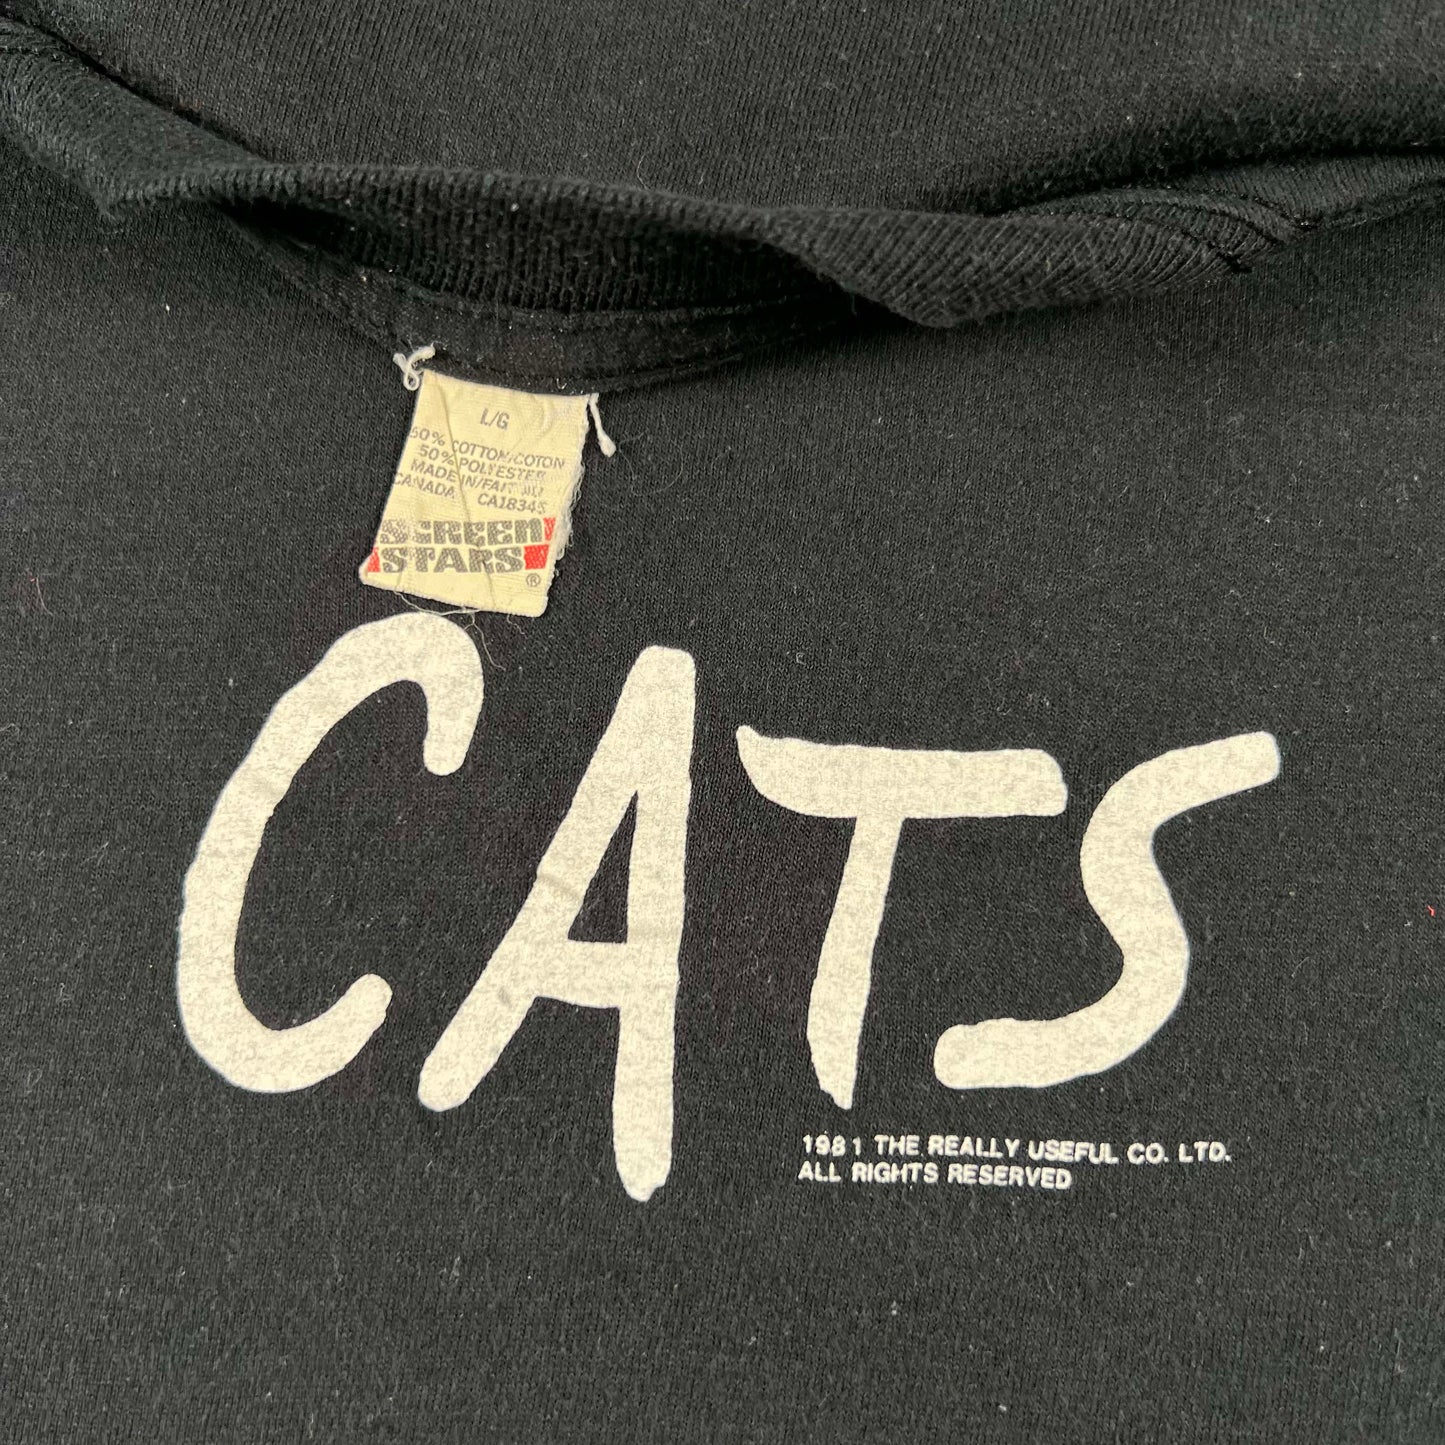 L/G
50% COTTON/COTON
50% POLYESTER
MADE IN/FAIT AU
CANADA CA18345
SCREEN
STARS
®
CATS
1981 THE REALLY USEFUL CO. LTD.
ALL RIGHTS RESERVED